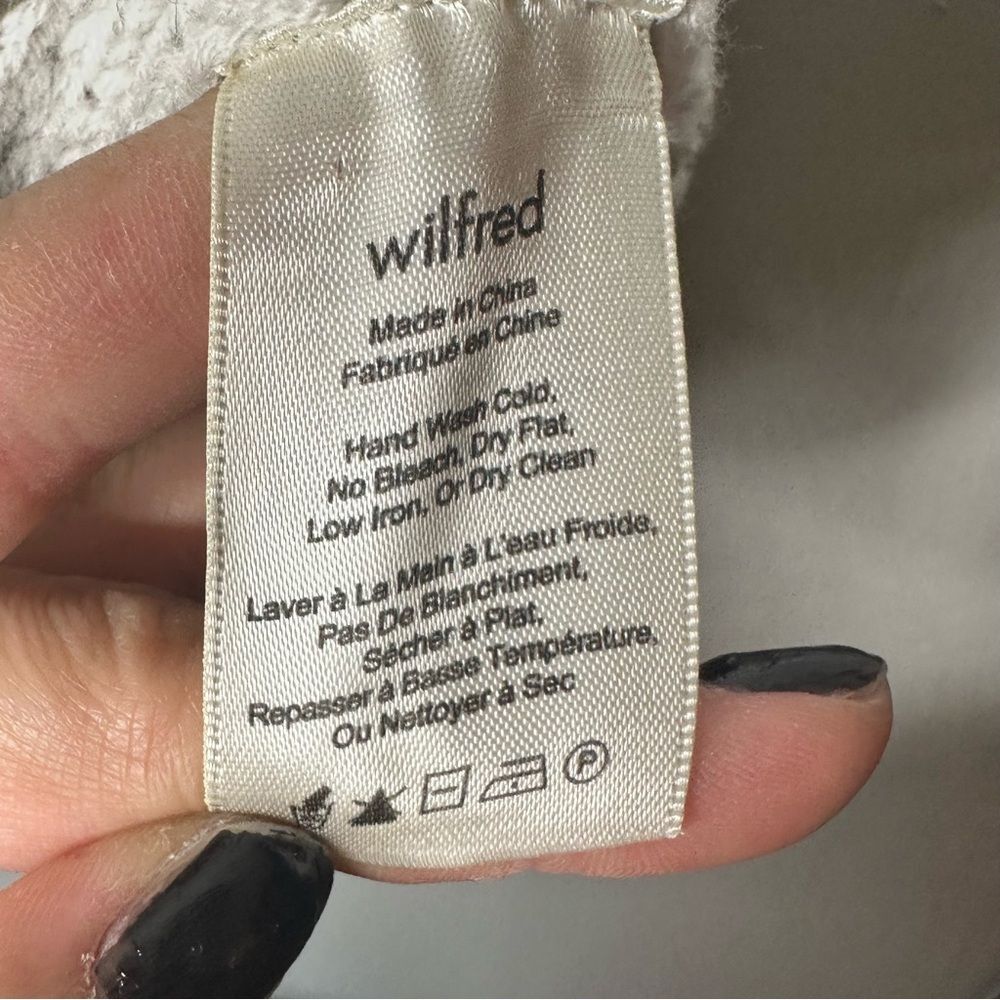 wilfred
Made in China
Fabriqué en Chine
Hand Wash Cold,
No Bleach, Dry Flat,
Low Iron, Or Dry Clean
Laver à La Main à L'eau Froide,
Pas De Blanchiment,
Sécher à Plat,
Repasser à Basse Température,
Ou Nettoyer à Sec
P